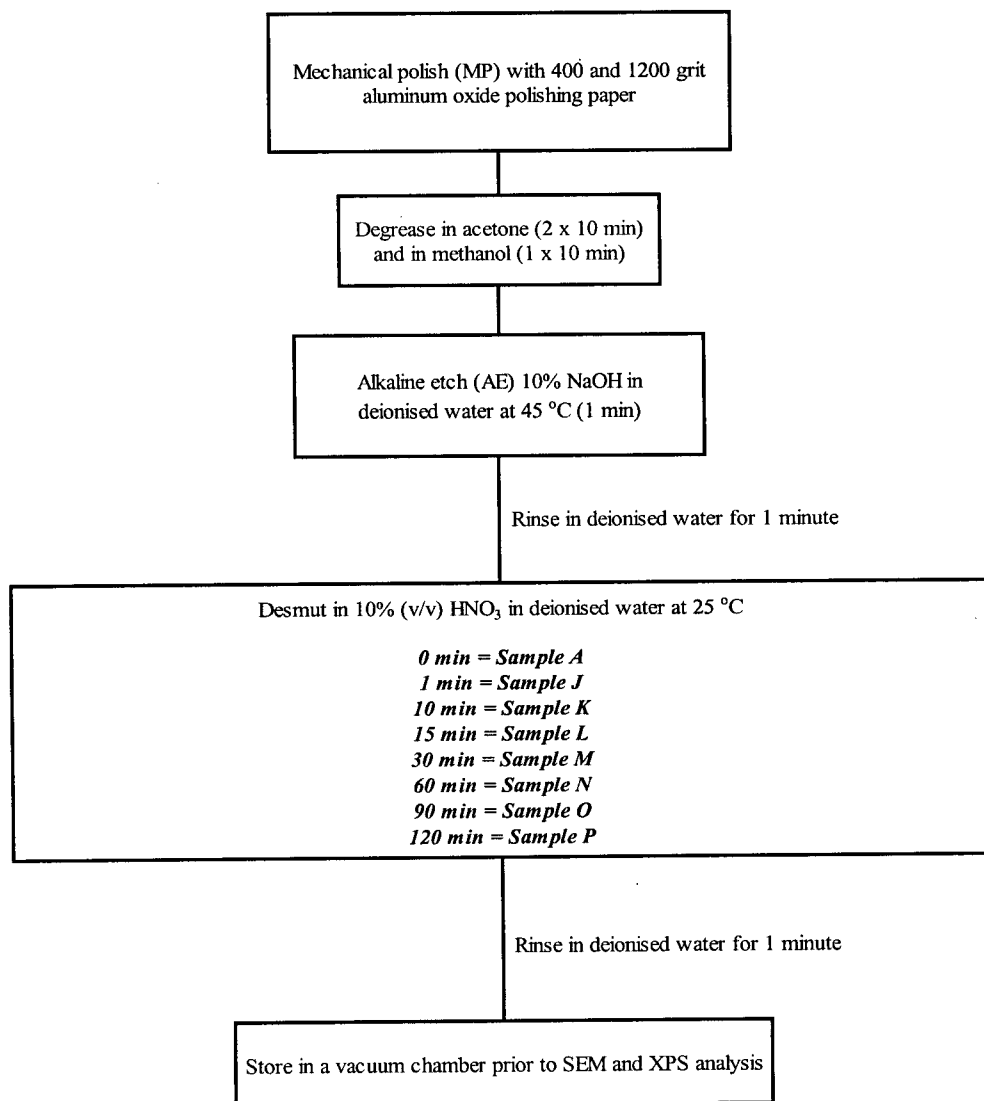 Mechanical polish (MP) with 400 and 1200 grit
aluminum oxide polishing paper
Degrease in acetone (2 x 10 min)
and in methanol (1 x 10 min)
Alkaline etch (AE) 10% NaOH in
deionised water at 45 °C (1 min)
Rinse in deionised water for 1 minute
Desmut in 10% (v/v) HNO₃ in deionised water at 25 °C
0 min = Sample A
1 min = Sample J
10 min = Sample K
15 min = Sample L
30 min = Sample M
60 min = Sample N
90 min = Sample O
120 min = Sample P
Rinse in deionised water for 1 minute
Store in a vacuum chamber prior to SEM and XPS analysis